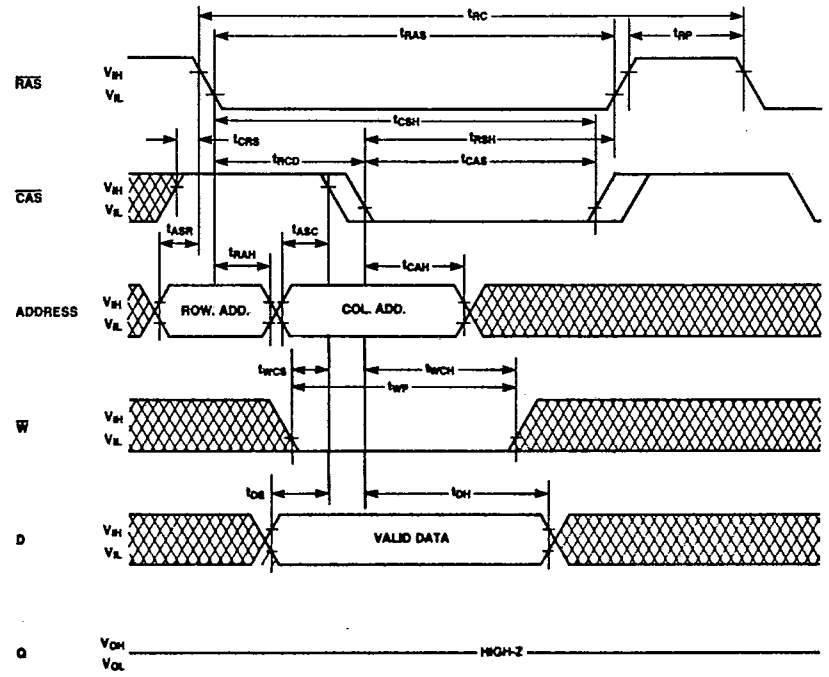 tRC
tRAS
tRP
RAS
VIH
VIL
tCSH
tCRS
tRSH
tRCD
tCAS
CAS
VIH
VIL
tASR
tRAH
tASC
tCAH
ADDRESS
VIH
VIL
ROW. ADD.
COL. ADD.
tWCS
tWCH
tWP
W
VIH
VIL
tDS
tDH
D
VIH
VIL
VALID DATA
Q
VOH
VOL
HIGH-Z